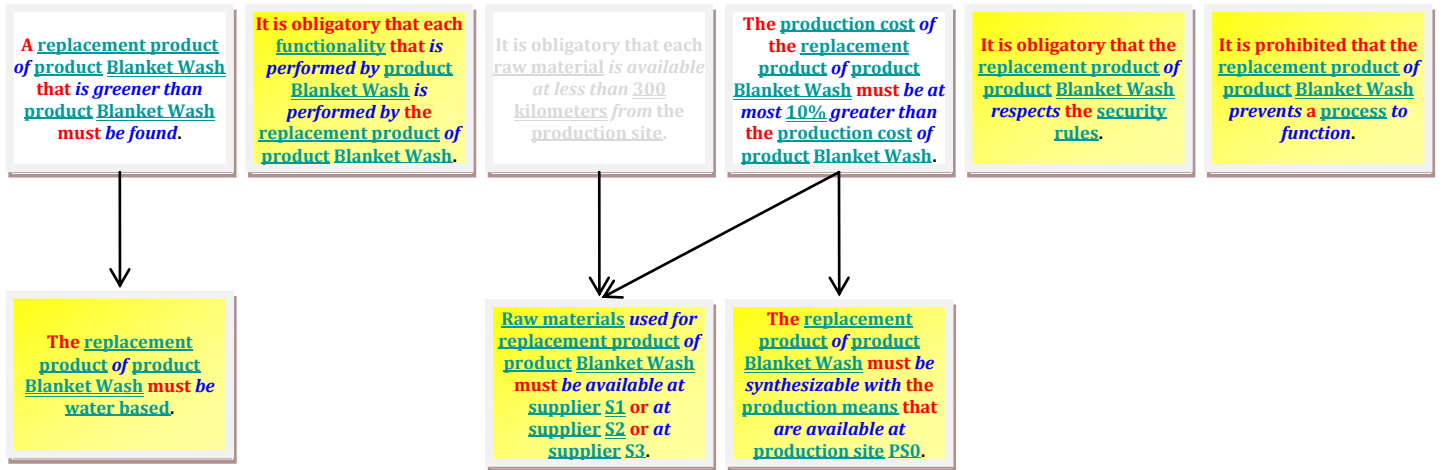 A replacement product
of product Blanket Wash
that is greener than
product Blanket Wash
must be found.
It is obligatory that each
functionality that is
performed by product
Blanket Wash is
performed by the
replacement product of
product Blanket Wash.
It is obligatory that each
raw material is available
at less than 300
kilometers from the
production site.
The production cost of
the replacement
product of product
Blanket Wash must be at
most 10% greater than
the production cost of
product Blanket Wash.
It is obligatory that the
replacement product of
product Blanket Wash
respects the security
rules.
It is prohibited that the
replacement product of
product Blanket Wash
prevents a process to
function.
The replacement
product of product
Blanket Wash must be
water based.
Raw materials used for
replacement product of
product Blanket Wash
must be available at
supplier S1 or at
supplier S2 or at
supplier S3.
The replacement
product of product
Blanket Wash must be
synthesizable with the
production means that
are available at
production site PS0.